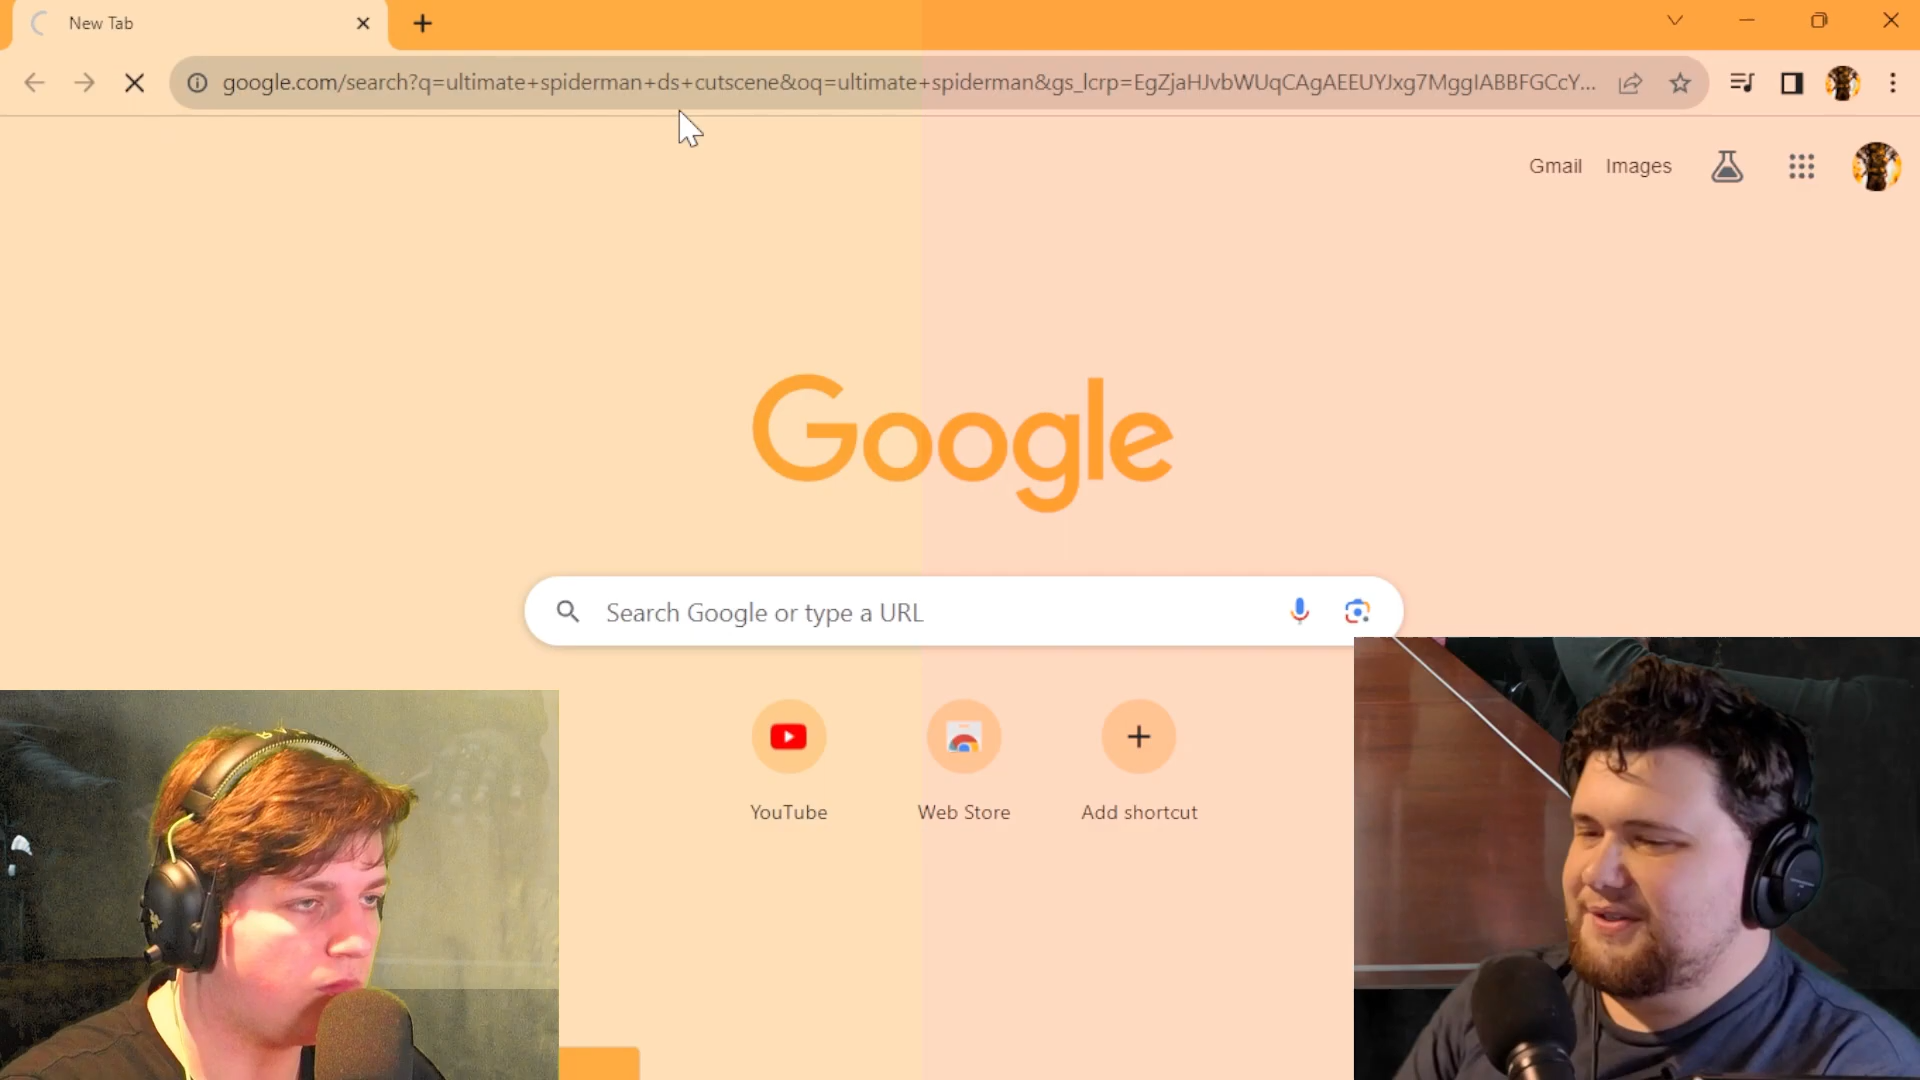 New Tab
google.com/search?q=ultimate+spiderman+ds+cutscene&oq=ultimate+spiderman&gs_lcrp=EgZjaHJvbWUqCAgAEEUYJxg7MggIABBFGCcY...
Gmail Images
Google
Search Google or type a URL
YouTube Web Store Add shortcut